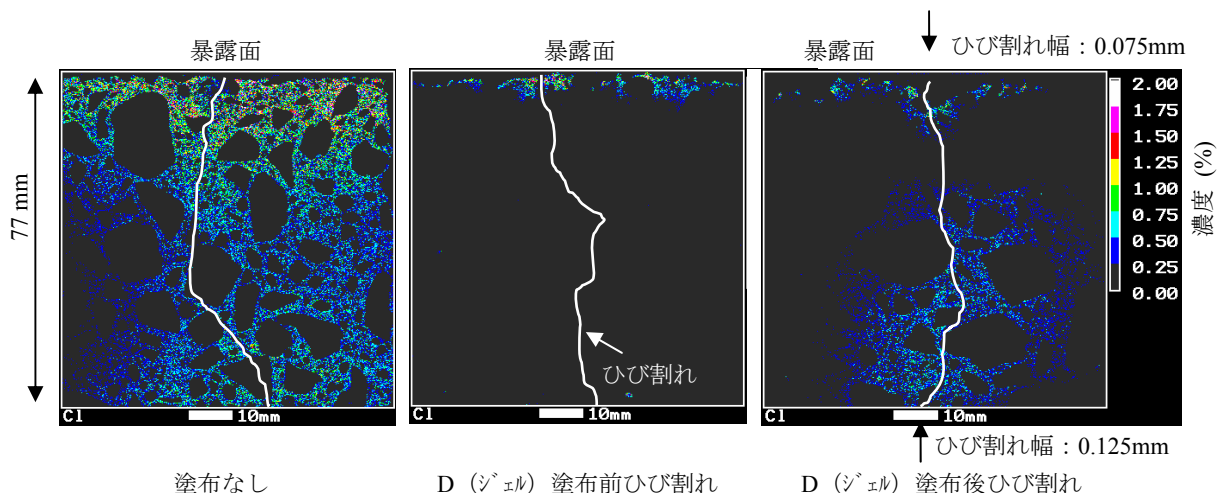 暴露面
暴露面
暴露面
ひび割れ幅：0.075mm
77 mm
2.00
1.75
1.50
1.25
1.00
0.75
0.50
0.25
0.00
濃度 (%)
ひび割れ
Cl
10mm
10mm
10mm
ひび割れ幅：0.125mm
塗布なし
D（ｼﾞｪﾙ）塗布前ひび割れ
D（ｼﾞｪﾙ）塗布後ひび割れ